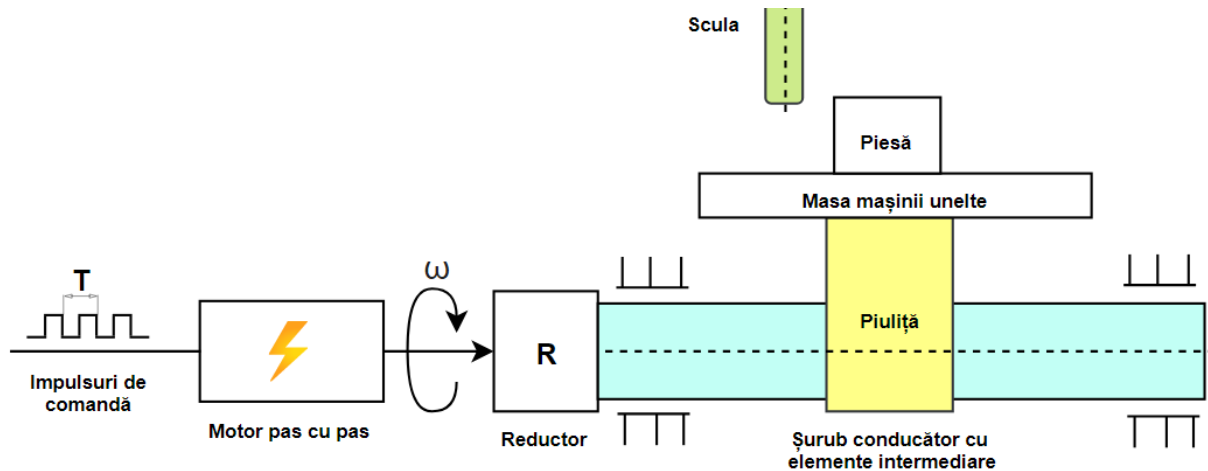 Scula
Piesă
Masa mașinii unelte
T
ω
R
Piuliță
Impulsuri de
comandă
Motor pas cu pas
Reductor
Șurub conducător cu
elemente intermediare